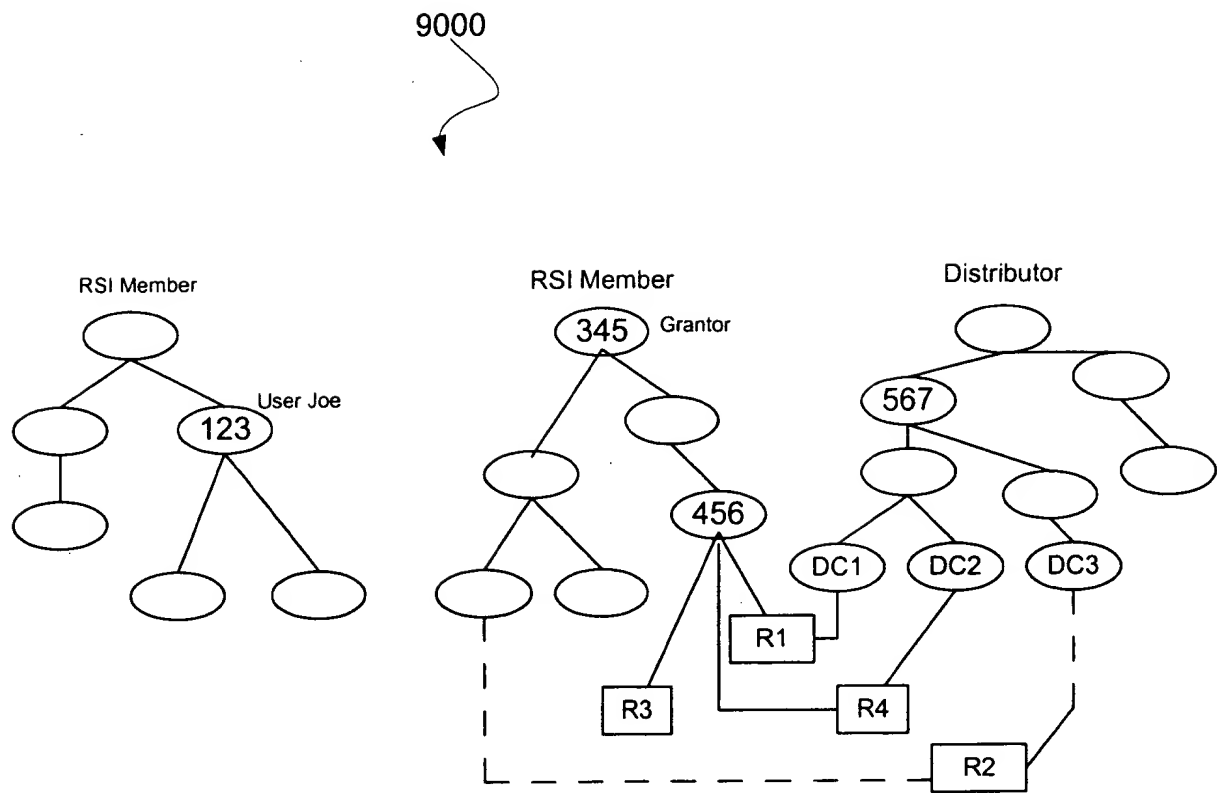 9000
RSI Member
RSI Member
Distributor
345
Grantor
User Joe
123
567
456
DC1
DC2
DC3
R1
R3
R4
R2